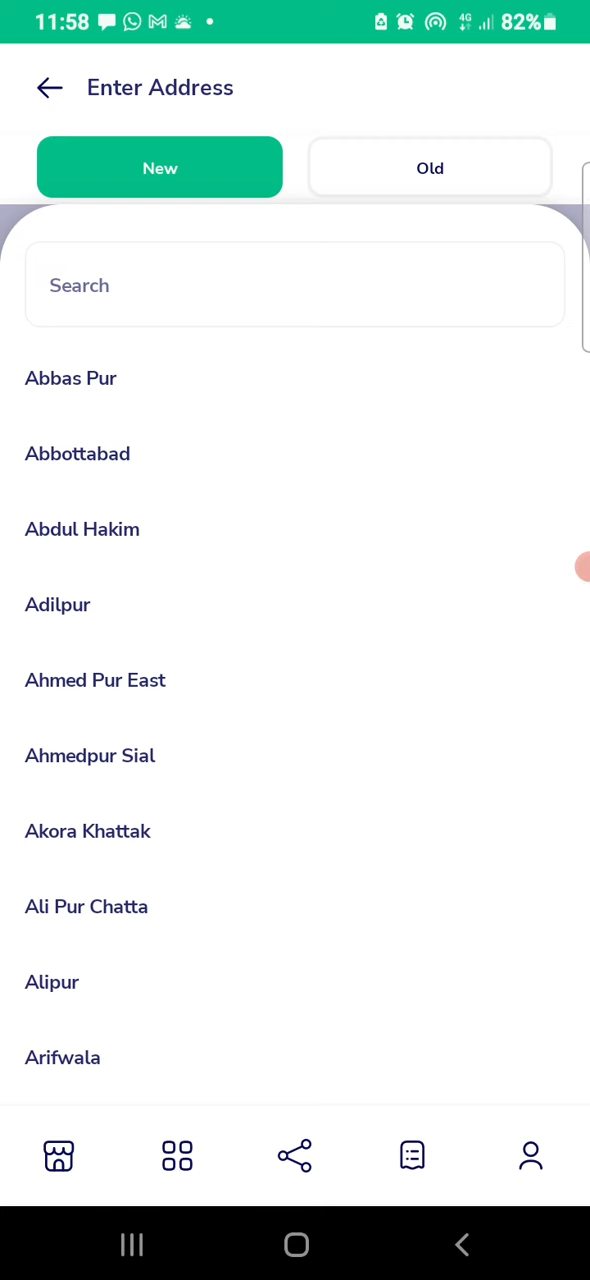 11:58 4G 82%
Enter Address
New Old
Search
Abbas Pur
Abbottabad
Abdul Hakim
Adilpur
Ahmed Pur East
Ahmedpur Sial
Akora Khattak
Ali Pur Chatta
Alipur
Arifwala